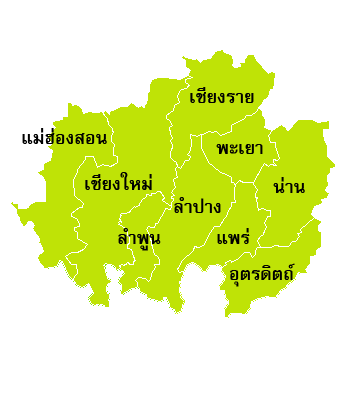 เชียงราย
แม่ฮ่องสอน
พะเยา
เชียงใหม่
น่าน
ลำปาง
ลำพูน
แพร่
อุตรดิตถ์